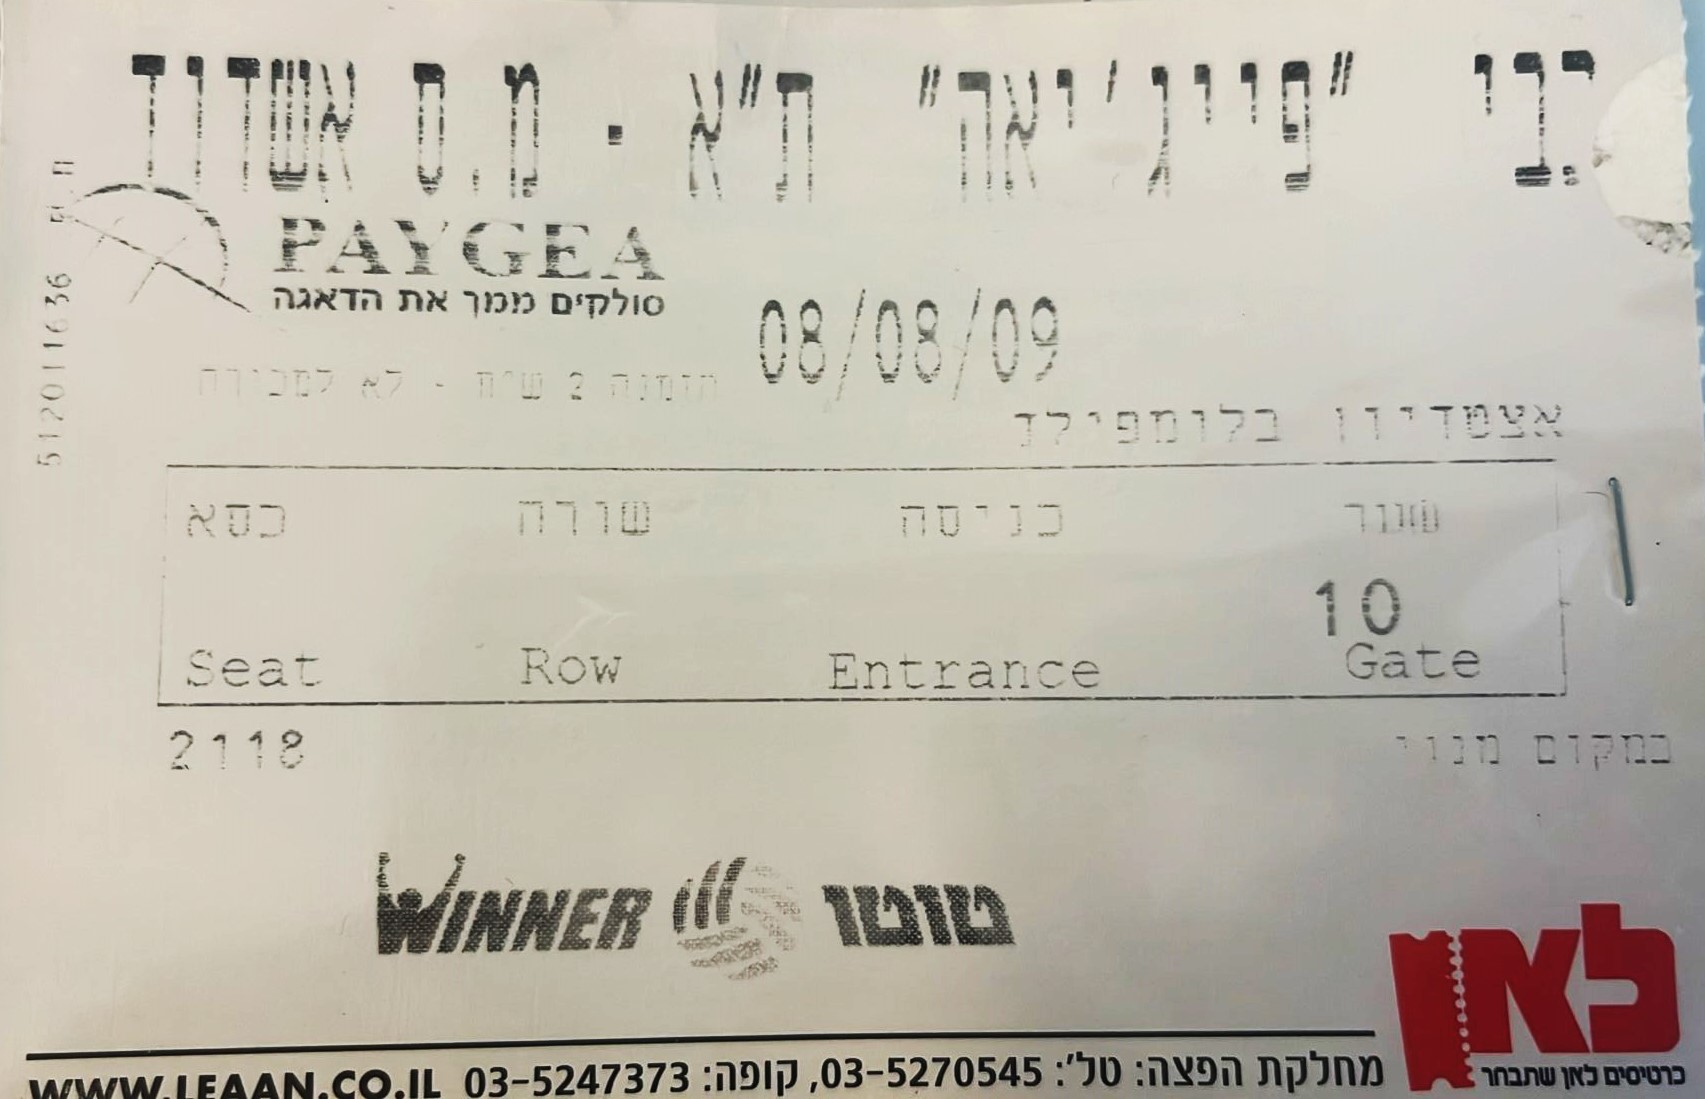 בני "פייג'יאה" ת"א - מ.ס אשדוד
PAYGEA
סולקים ממך את הדאגה
08/08/09
הזמנה 2 ש"ח - לא למכירה
אצטדיון בלומפילד
שער כניסה שורה כסא
10
Gate Entrance Row Seat
במקום מנוי 2118
טוטו WINNER
5120111636
לאן
כרטיסים לאן שתבחר
מחלקת הפצה: טל': 03-5270545, קופה: 03-5247373 WWW.LEAAN.CO.IL